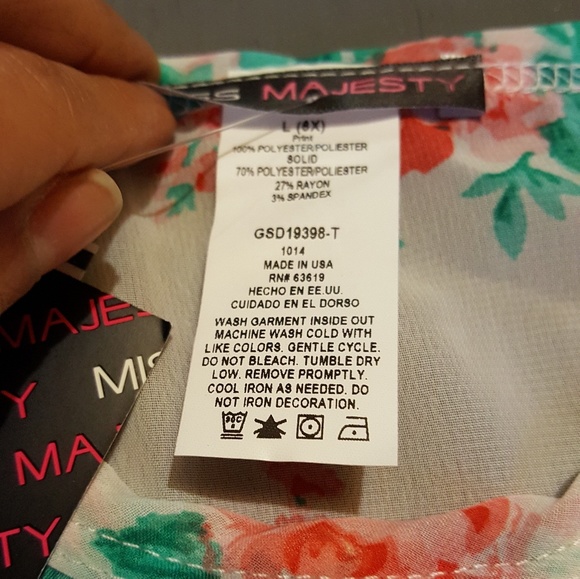 MAJESTY
L (6X)
Print
100% POLYESTER/POLIESTER
SOLID
70% POLYESTER/POLIESTER
27% RAYON
3% SPANDEX
GSD19398-T
1014
MADE IN USA
RN# 63619
HECHO EN EE.UU.
CUIDADO EN EL DORSO
WASH GARMENT INSIDE OUT
MACHINE WASH COLD WITH
LIKE COLORS. GENTLE CYCLE.
DO NOT BLEACH. TUMBLE DRY
LOW. REMOVE PROMPTLY.
COOL IRON AS NEEDED. DO
NOT IRON DECORATION.
MAJES
Y MIS
MA
TY